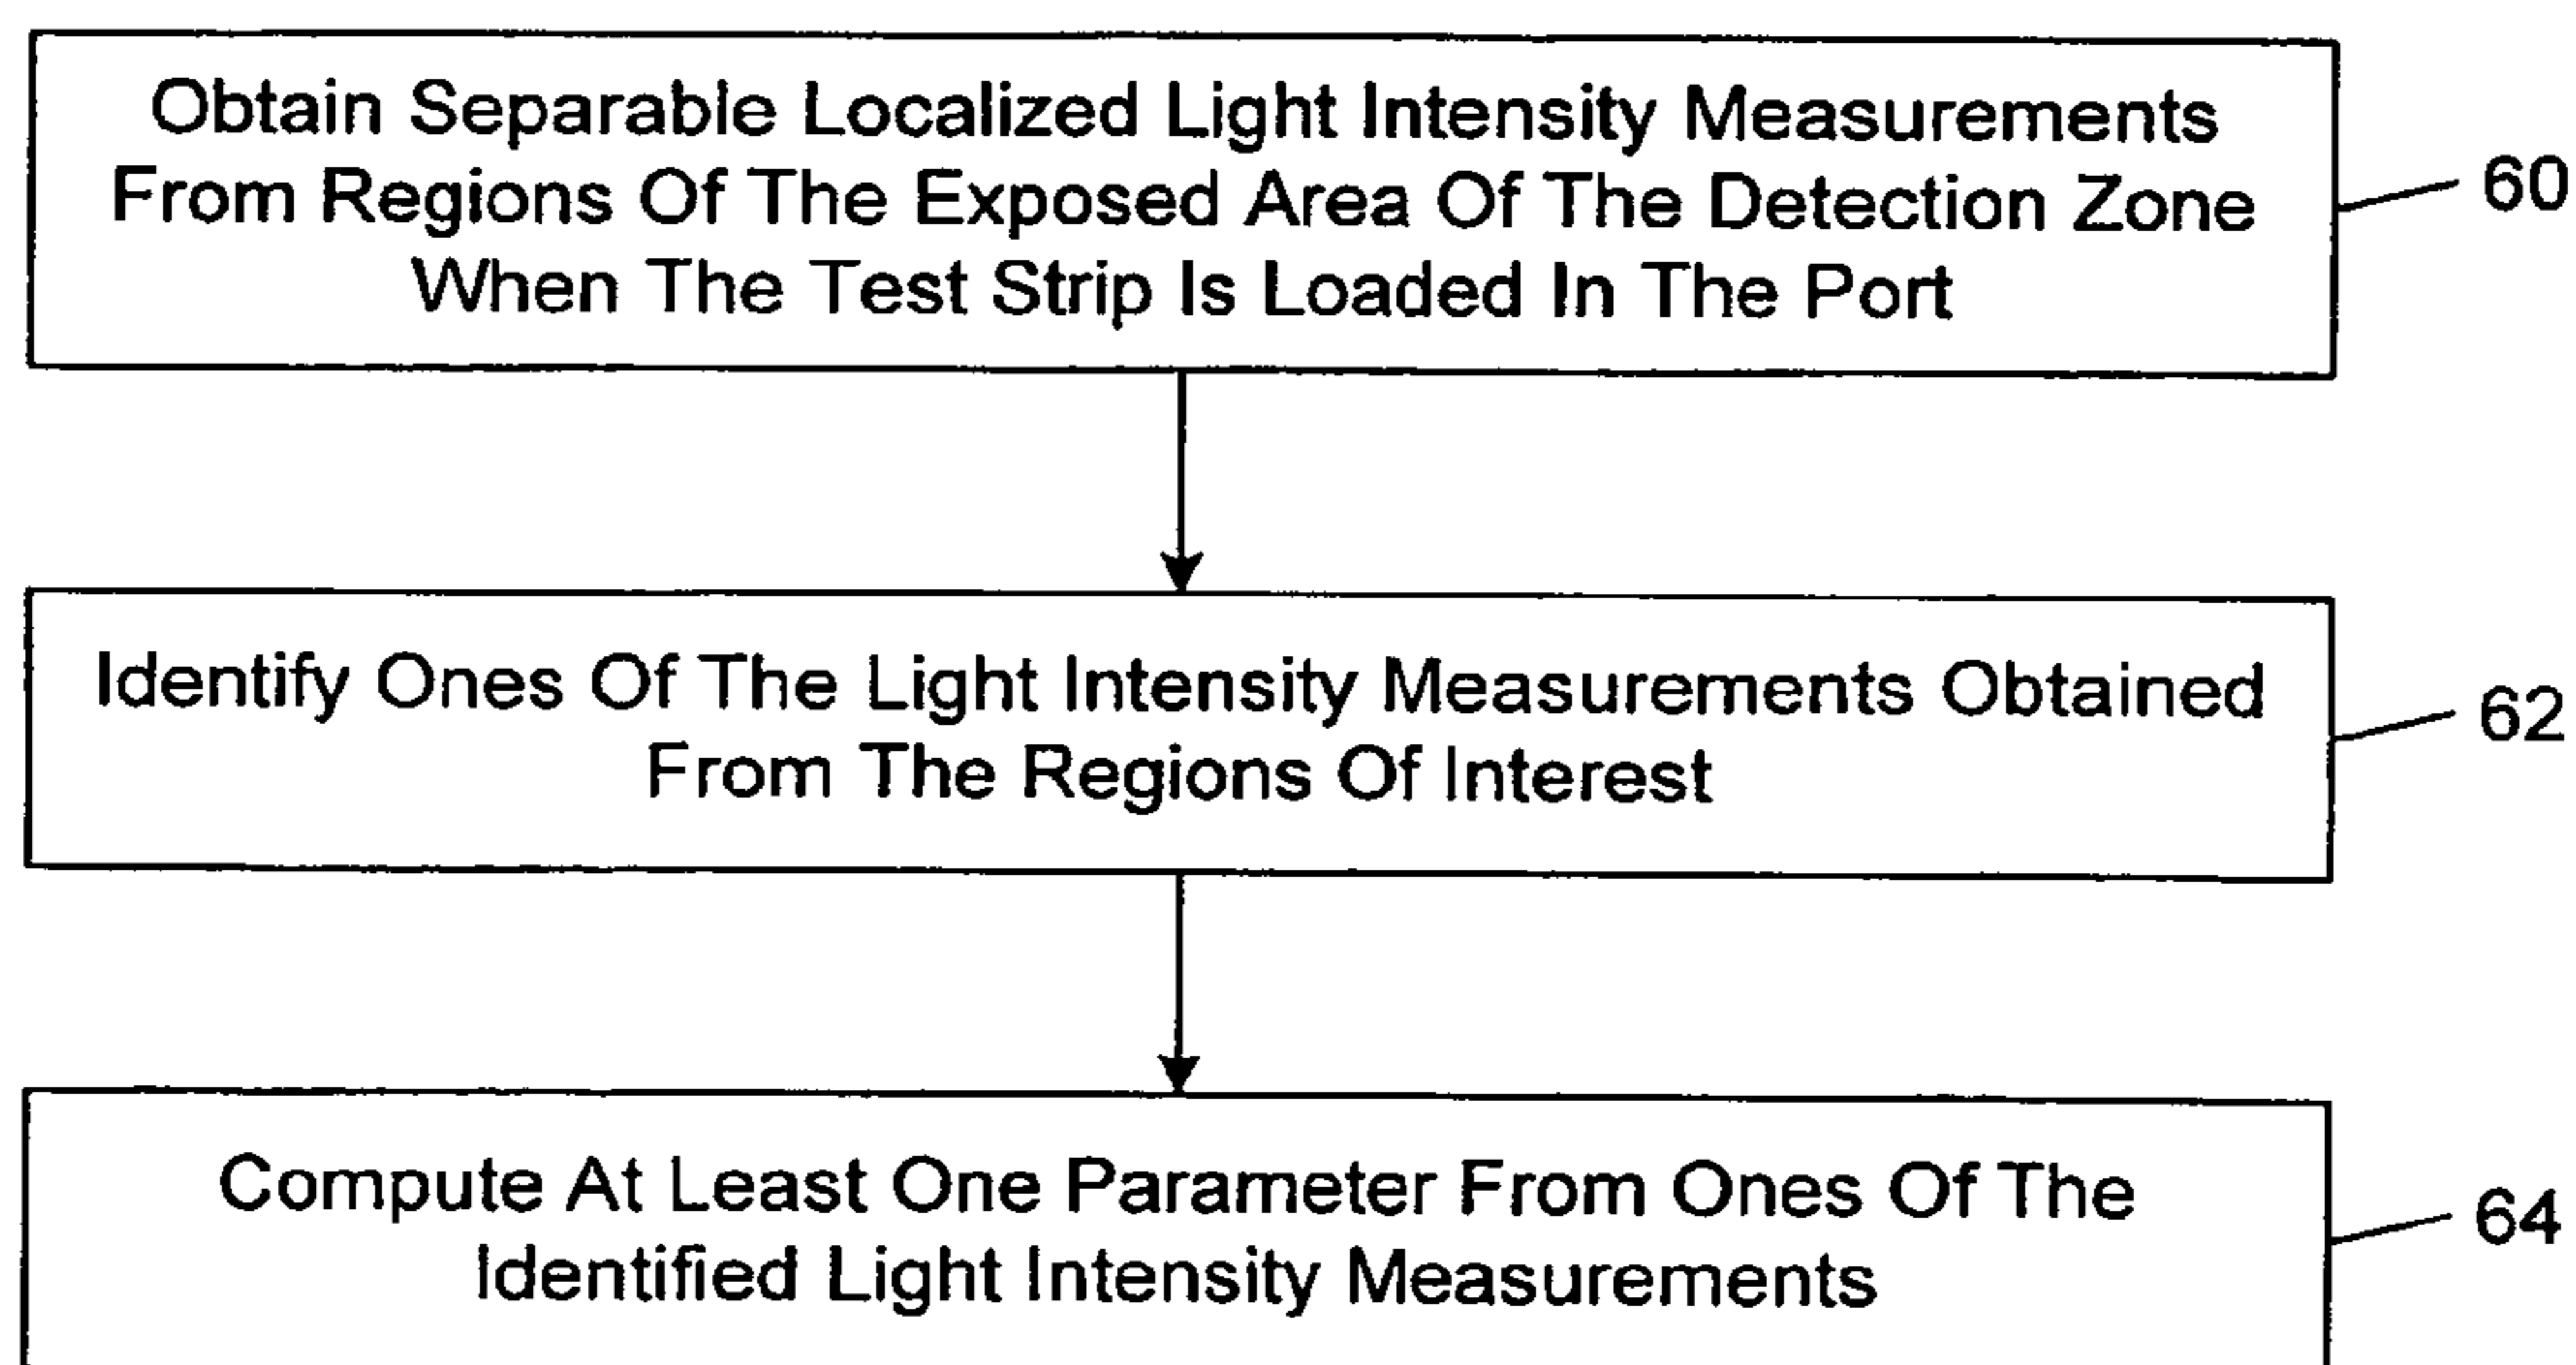 Obtain Separable Localized Light Intensity Measurements
From Regions Of The Exposed Area Of The Detection Zone
When The Test Strip Is Loaded In The Port
60
Identify Ones Of The Light Intensity Measurements Obtained
From The Regions Of Interest
62
Compute At Least One Parameter From Ones Of The
Identified Light Intensity Measurements
64